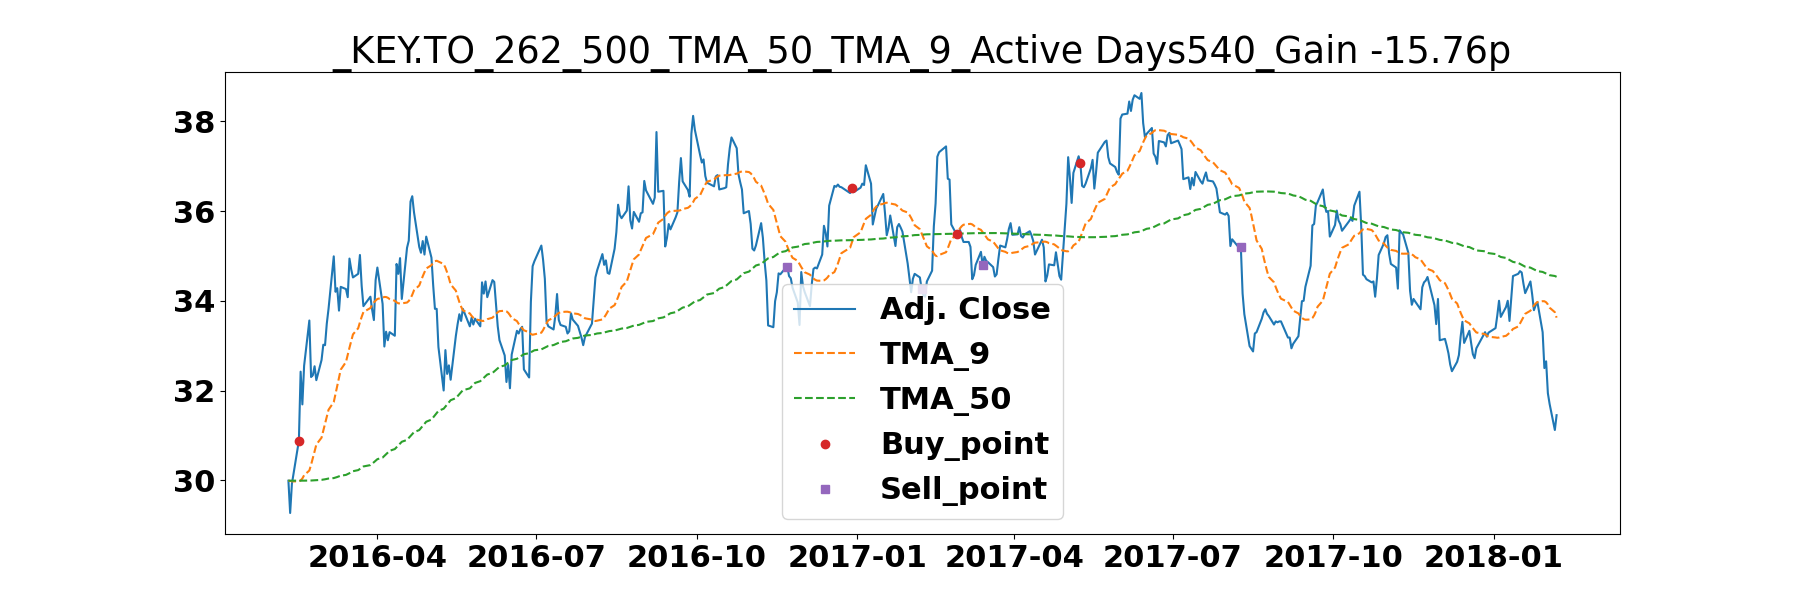 _KEY.TO_262_500_TMA_50_TMA_9_Active Days540_Gain -15.76p
38
36
34
32
30
Adj. Close
TMA_9
TMA_50
Buy_point
Sell_point
2016-04 2016-07 2016-10 2017-01 2017-04 2017-07 2017-10 2018-01